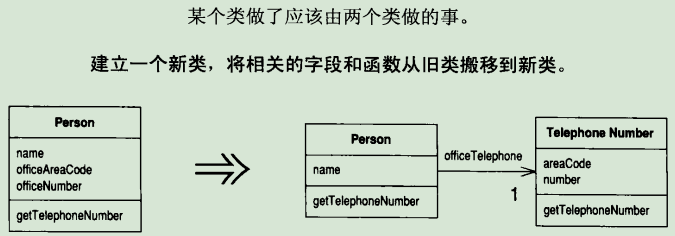 某个类做了应该由两个类做的事。
建立一个新类，将相关的字段和函数从旧类搬移到新类。
Person
name
officeAreaCode
officeNumber
getTelephoneNumber
Person
name
getTelephoneNumber
officeTelephone
1
Telephone Number
areaCode
number
getTelephoneNumber